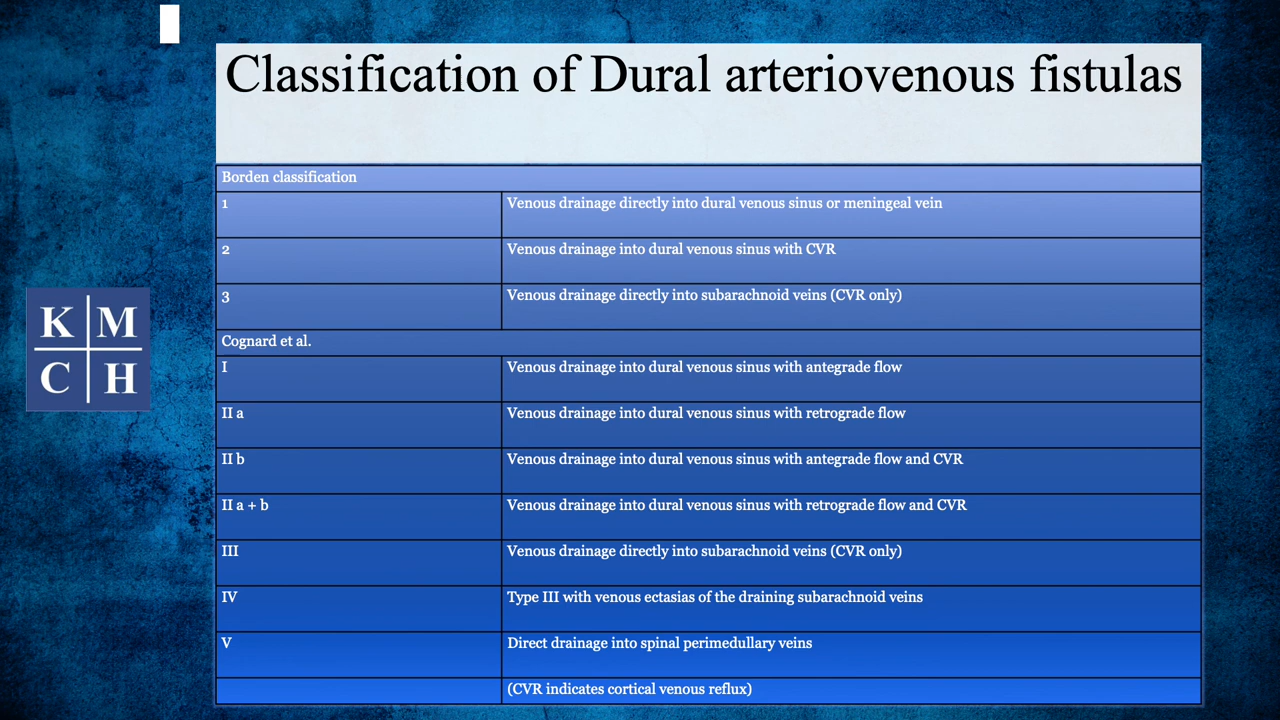 Classification of Dural arteriovenous fistulas
Borden classification
1 Venous drainage directly into dural venous sinus or meningeal vein
2 Venous drainage into dural venous sinus with CVR
3 Venous drainage directly into subarachnoid veins (CVR only)
Cognard et al.
I Venous drainage into dural venous sinus with antegrade flow
II a Venous drainage into dural venous sinus with retrograde flow
II b Venous drainage into dural venous sinus with antegrade flow and CVR
II a + b Venous drainage into dural venous sinus with retrograde flow and CVR
III Venous drainage directly into subarachnoid veins (CVR only)
IV Type III with venous ectasias of the draining subarachnoid veins
V Direct drainage into spinal perimedullary veins
(CVR indicates cortical venous reflux)
K M
C H